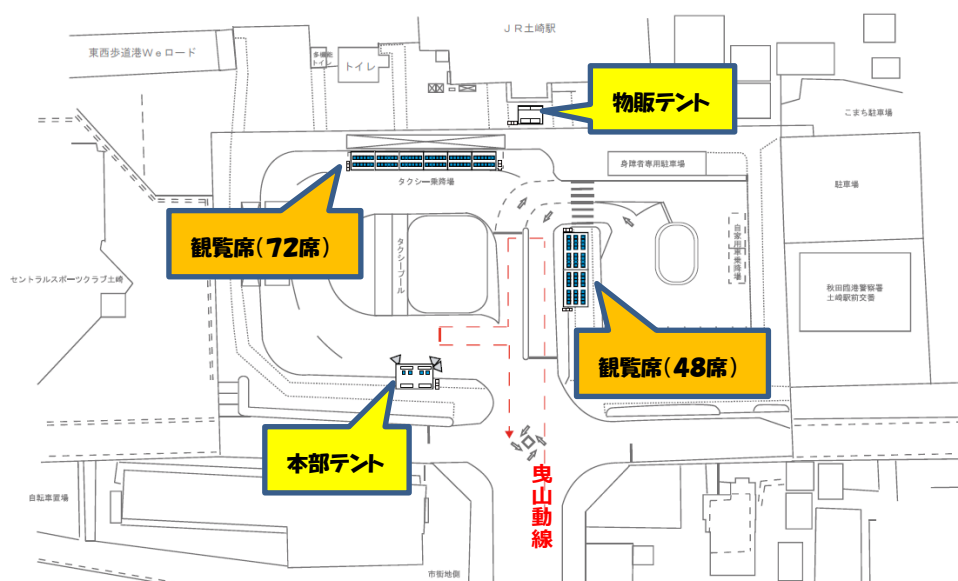 ＪＲ土崎駅
東西歩道港Ｗｅロード
多機能
トイレ
トイレ
物販テント
こまち駐車場
身障者専用駐車場
タクシー乗降場
駐車場
観覧席（72席）
タクシープール
自家用車乗降場
セントラルスポーツクラブ土崎
秋田臨港警察署
土崎駅前交番
観覧席（48席）
本部テント
曳山動線
自転車置場
市街地側